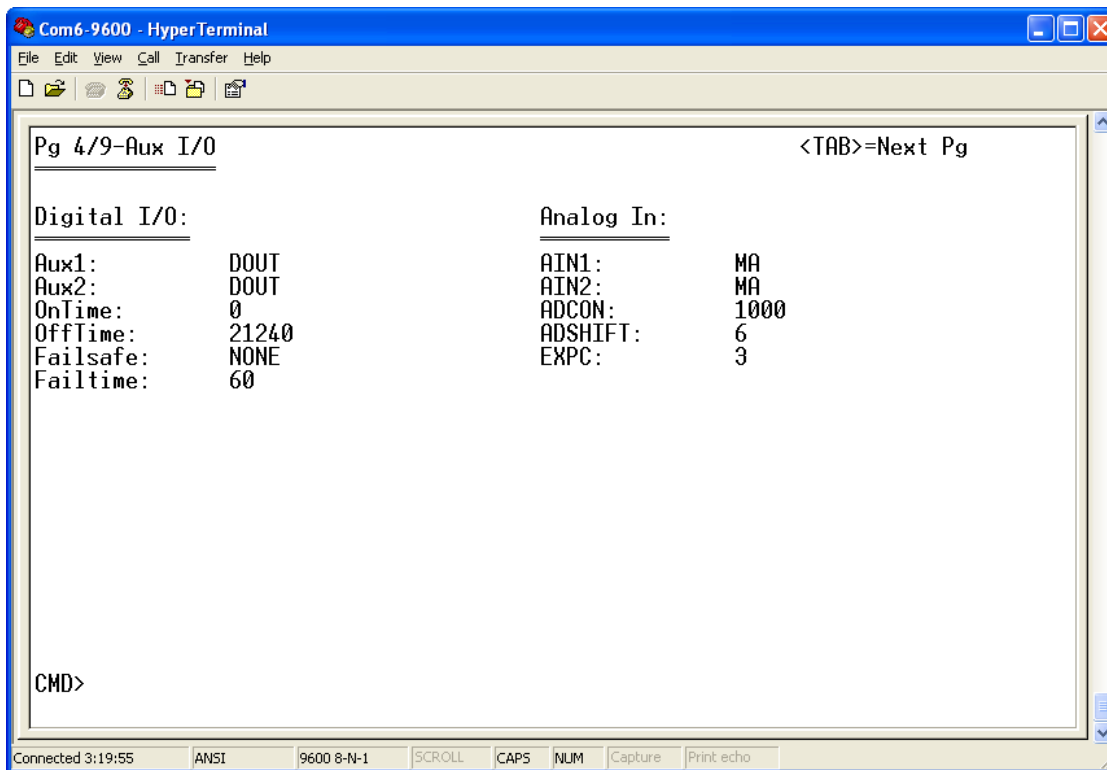 Com6-9600 - HyperTerminal
File Edit View Call Transfer Help
Pg 4/9-Aux I/O <TAB>=Next Pg
Digital I/O: Analog In:
Aux1: DOUT AIN1: MA
Aux2: DOUT AIN2: MA
OnTime: 0 ADCON: 1000
OffTime: 21240 ADSHIFT: 6
Failsafe: NONE EXPC: 3
Failtime: 60
CMD>
Connected 3:19:55 ANSI 9600 8-N-1 SCROLL CAPS NUM Capture Print echo